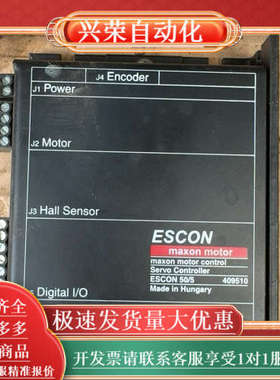 兴荣自动化
J4 Encoder
J1 Power
J2 Motor
ESCON
maxon motor
maxon motor control
Servo Controller
ESCON 50/5 409510
Made in Hungary
J3 Hall Sensor
Digital I/O
极速发货量大优惠
开发票请联系客服享受1对1服